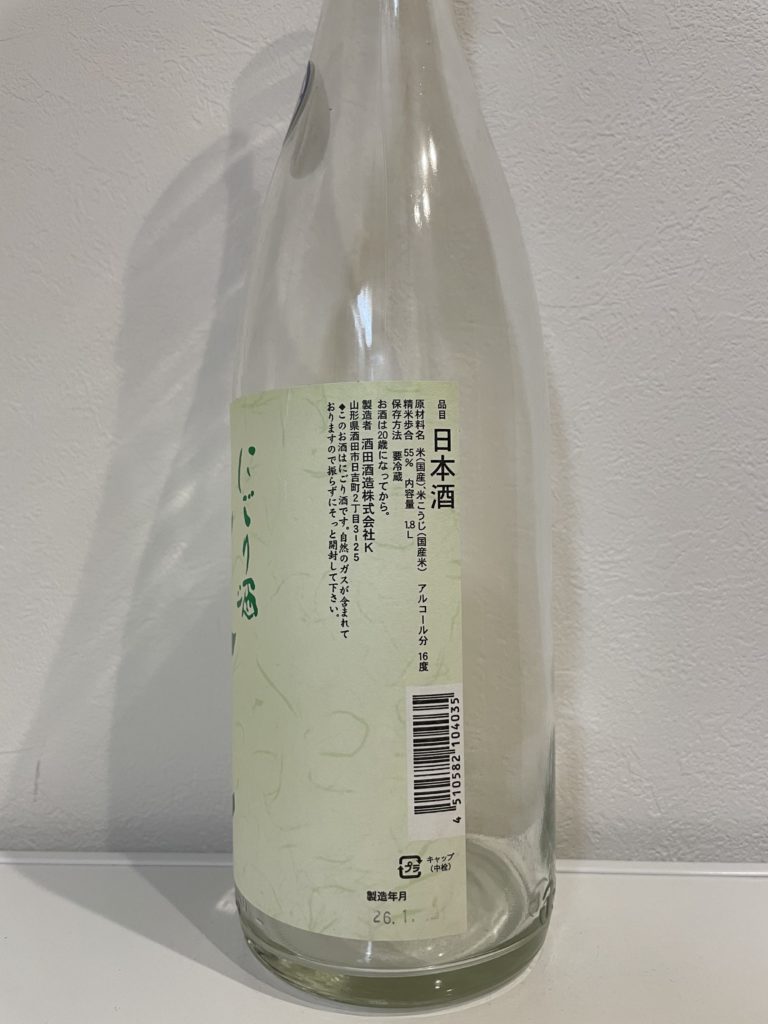 品目 日本酒
原材料名 米(国産)、米こうじ(国産米) アルコール分 16度
精米歩合 55% 内容量 1.8L
保存方法 要冷蔵
お酒は20歳になってから。
製造者 酒田酒造株式会社K
山形県酒田市日吉町2丁目3-25
◆このお酒はにごり酒です。自然のガスが含まれて
おりますので振らずにそっと開封して下さい。
にごり酒
4 510582 104035
プラ
キャップ
(中栓)
製造年月
26.1.